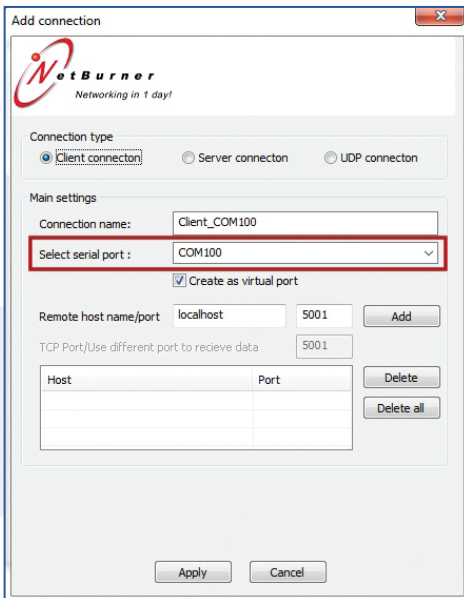 Add connection
NetBurner
Networking in 1 day!
Connection type
Client connecton Server connecton UDP connecton
Main settings
Connection name: Client_COM100
Select serial port : COM100
Create as virtual port
Remote host name/port localhost 5001 Add
TCP Port/Use different port to recieve data 5001
Host Port Delete
Delete all
Apply Cancel